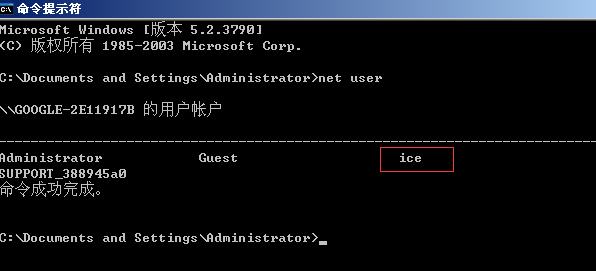 命令提示符
Microsoft Windows [版本 5.2.3790]
(C) 版权所有 1985-2003 Microsoft Corp.
C:\Documents and Settings\Administrator>net user
\\GOOGLE-2E11917B 的用户帐户
-------------------------------------------------------------------------------
Administrator Guest ice
SUPPORT_388945a0
命令成功完成。
C:\Documents and Settings\Administrator>_